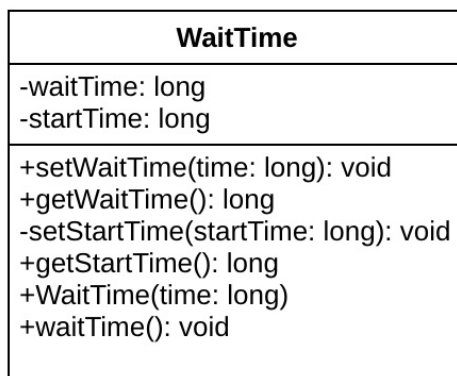 WaitTime
-waitTime: long
-startTime: long
+setWaitTime(time: long): void
+getWaitTime(): long
-setStartTime(startTime: long): void
+getStartTime(): long
+WaitTime(time: long)
+waitTime(): void